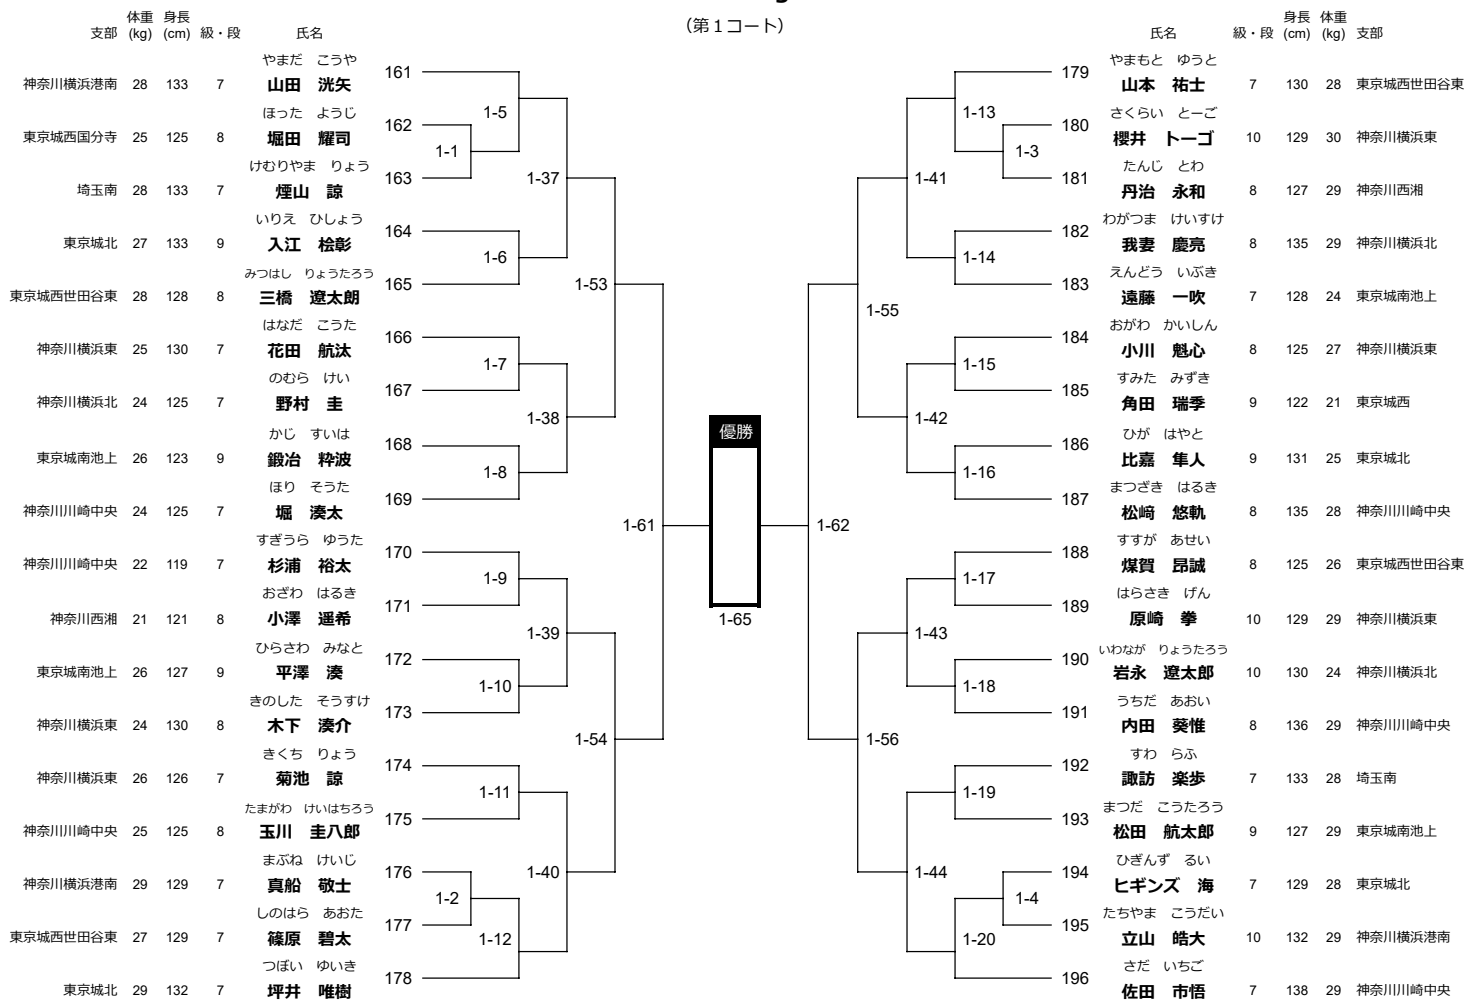 （第１コート）
支部 体重(kg) 身長(cm) 級・段 氏名
神奈川横浜港南 28 133 7 やまだ　こうや 山田　洸矢 161
東京城西国分寺 25 125 8 ほった　ようじ 堀田　耀司 162
埼玉南 28 133 7 けむりやま　りょう 煙山　諒 163
東京城北 27 133 9 いりえ　ひしょう 入江　桧彰 164
東京城西世田谷東 28 128 8 みつはし　りょうたろう 三橋　遼太朗 165
神奈川横浜東 25 130 7 はなだ　こうた 花田　航汰 166
神奈川横浜北 24 125 7 のむら　けい 野村　圭 167
東京城南池上 26 123 9 かじ　すいは 鍛冶　粋波 168
神奈川川崎中央 24 125 7 ほり　そうた 堀　湊太 169
神奈川川崎中央 22 119 7 すぎうら　ゆうた 杉浦　裕太 170
神奈川西湘 21 121 8 おざわ　はるき 小澤　遥希 171
東京城南池上 26 127 9 ひらさわ　みなと 平澤　湊 172
神奈川横浜東 24 130 8 きのした　そうすけ 木下　湊介 173
神奈川横浜東 26 126 7 きくち　りょう 菊池　諒 174
神奈川川崎中央 25 125 8 たまがわ　けいはちろう 玉川　圭八郎 175
神奈川横浜港南 29 129 7 まぶね　けいじ 真船　敬士 176
東京城西世田谷東 27 129 7 しのはら　あおた 篠原　碧太 177
東京城北 29 132 7 つぼい　ゆいき 坪井　唯樹 178
1-1
1-2
1-5
1-6
1-7
1-8
1-9
1-10
1-11
1-12
1-37
1-38
1-39
1-40
1-53
1-54
1-61
優勝
1-65
1-62
1-55
1-56
1-41
1-42
1-43
1-44
1-13
1-14
1-15
1-16
1-17
1-18
1-19
1-20
1-3
1-4
氏名 級・段 身長(cm) 体重(kg) 支部
179 やまもと　ゆうと 山本　祐士 7 130 28 東京城西世田谷東
180 さくらい　とーご 櫻井　トーゴ 10 129 30 神奈川横浜東
181 たんじ　とわ 丹治　永和 8 127 29 神奈川西湘
182 わがつま　けいすけ 我妻　慶亮 8 135 29 神奈川横浜北
183 えんどう　いぶき 遠藤　一吹 7 128 24 東京城南池上
184 おがわ　かいしん 小川　魁心 8 125 27 神奈川横浜東
185 すみた　みずき 角田　瑞季 9 122 21 東京城西
186 ひが　はやと 比嘉　隼人 9 131 25 東京城北
187 まつざき　はるき 松﨑　悠軌 8 135 28 神奈川川崎中央
188 すすが　あせい 煤賀　昂誠 8 125 26 東京城西世田谷東
189 はらさき　げん 原崎　拳 10 129 29 神奈川横浜東
190 いわなが　りょうたろう 岩永　遼太郎 10 130 24 神奈川横浜北
191 うちだ　あおい 内田　葵惟 8 136 29 神奈川川崎中央
192 すわ　らふ 諏訪　楽歩 7 133 28 埼玉南
193 まつだ　こうたろう 松田　航太郎 9 127 29 東京城南池上
194 ひぎんず　るい ヒギンズ　海 7 129 28 東京城北
195 たちやま　こうだい 立山　皓大 10 132 29 神奈川横浜港南
196 さだ　いちご 佐田　市悟 7 138 29 神奈川川崎中央